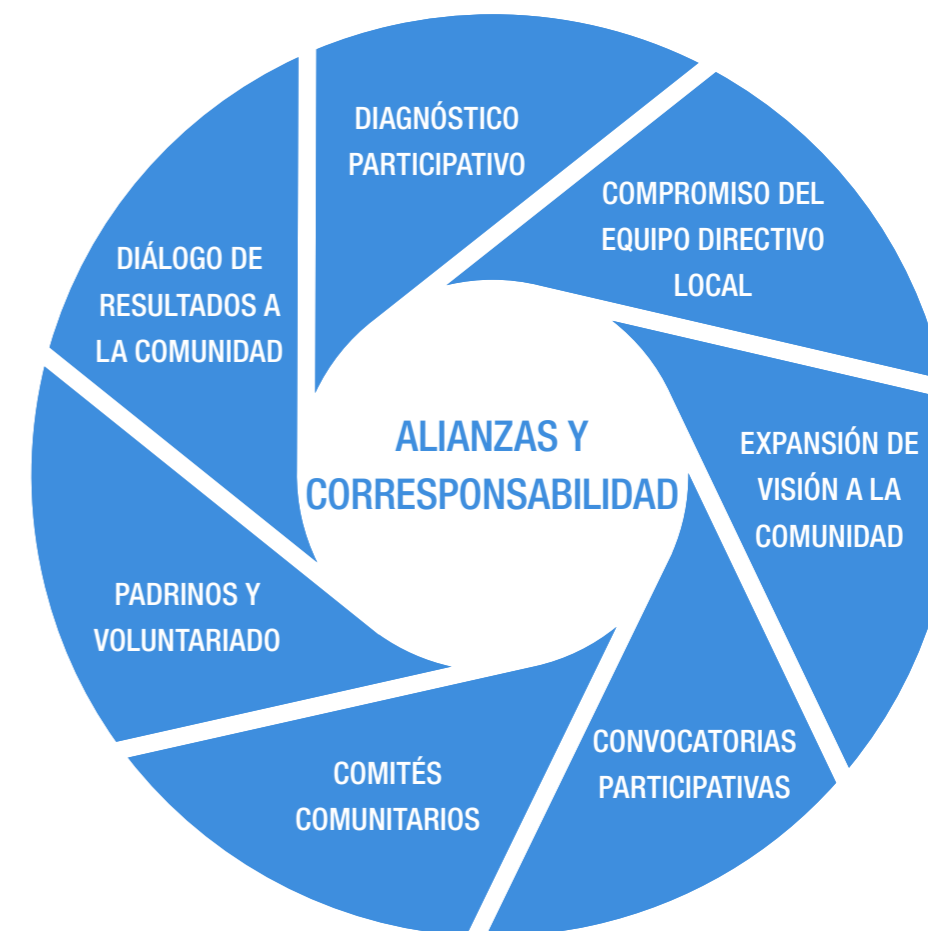 DIAGNÓSTICO
PARTICIPATIVO
COMPROMISO DEL
EQUIPO DIRECTIVO
LOCAL
EXPANSIÓN DE
VISIÓN A LA
COMUNIDAD
CONVOCATORIAS
PARTICIPATIVAS
COMITÉS
COMUNITARIOS
PADRINOS Y
VOLUNTARIADO
DIÁLOGO DE
RESULTADOS A
LA COMUNIDAD
ALIANZAS Y
CORRESPONSABILIDAD